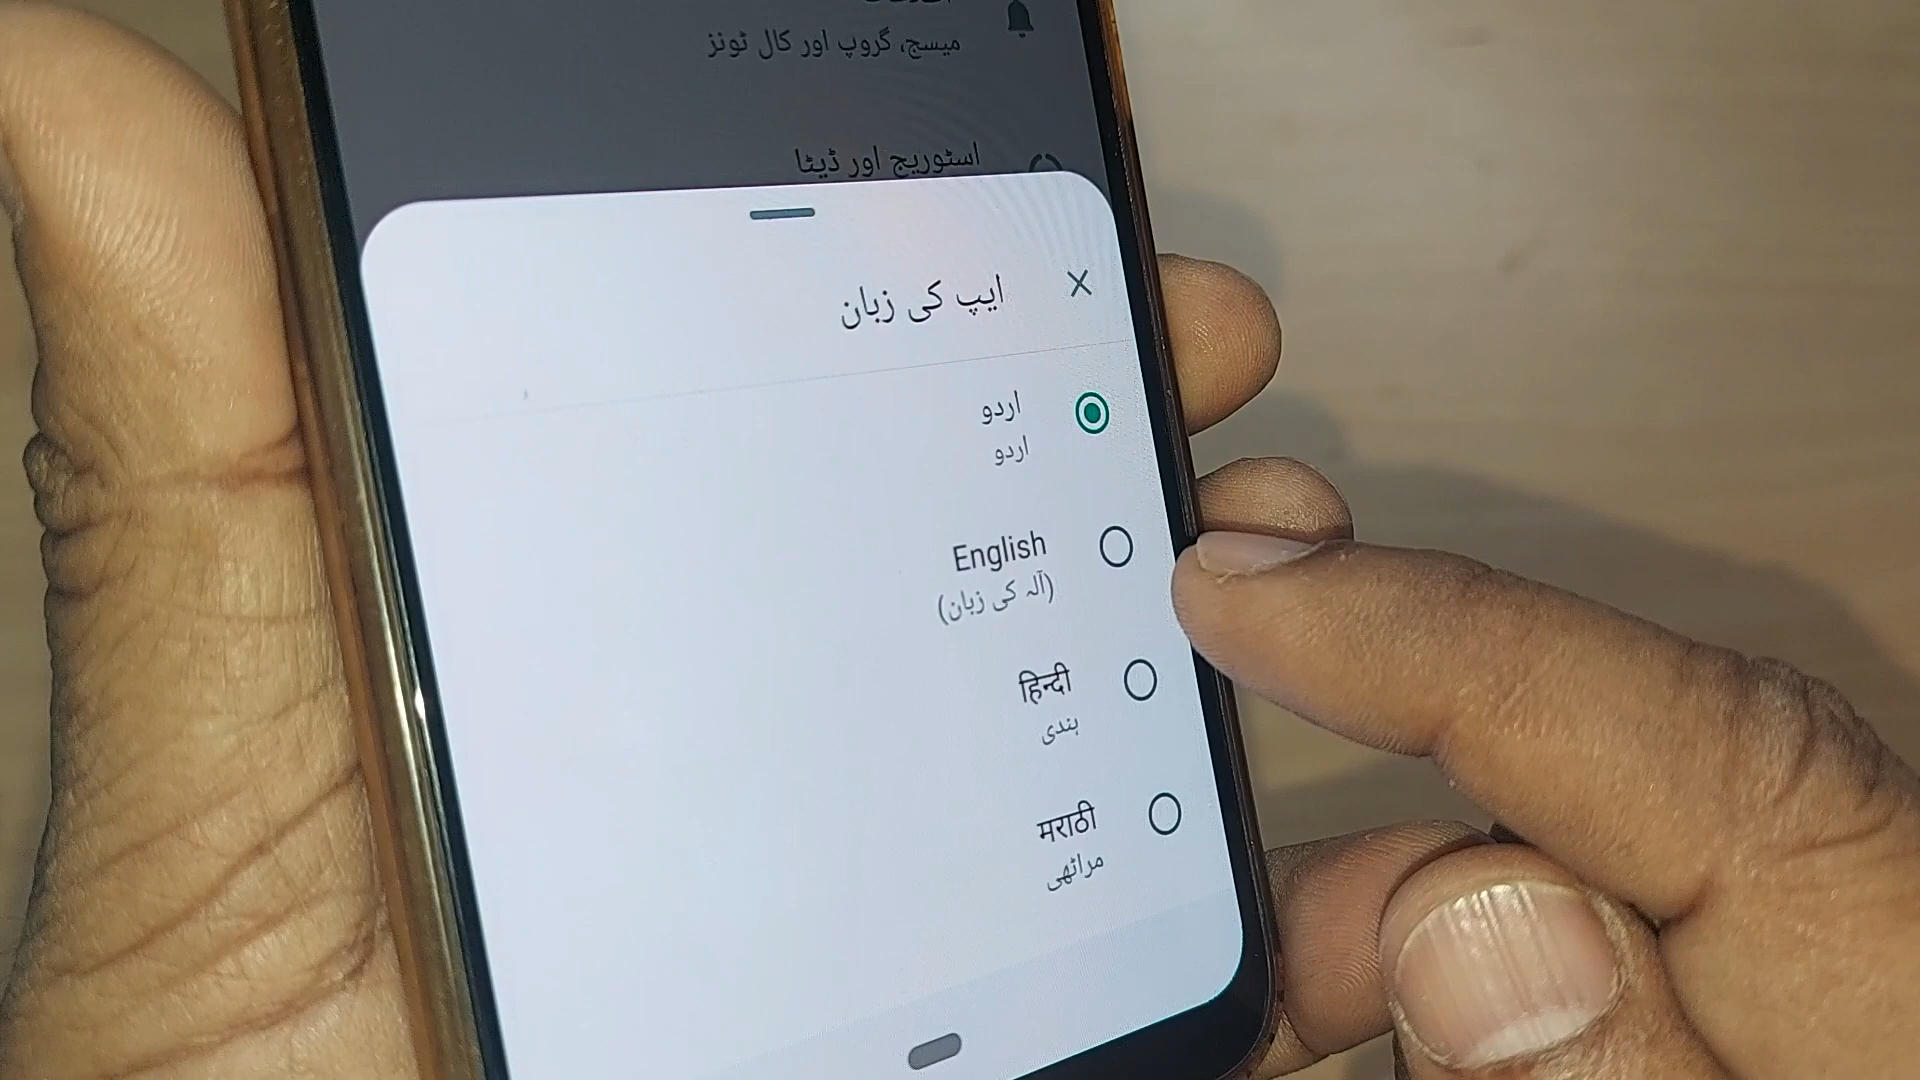 میسج، گروپ اور کال ٹونز
اسٹوریج اور ڈیٹا
ایپ کی زبان
اردو
اردو
English
(آلہ کی زبان)
हिन्दी
ہندی
मराठी
مراٹھی